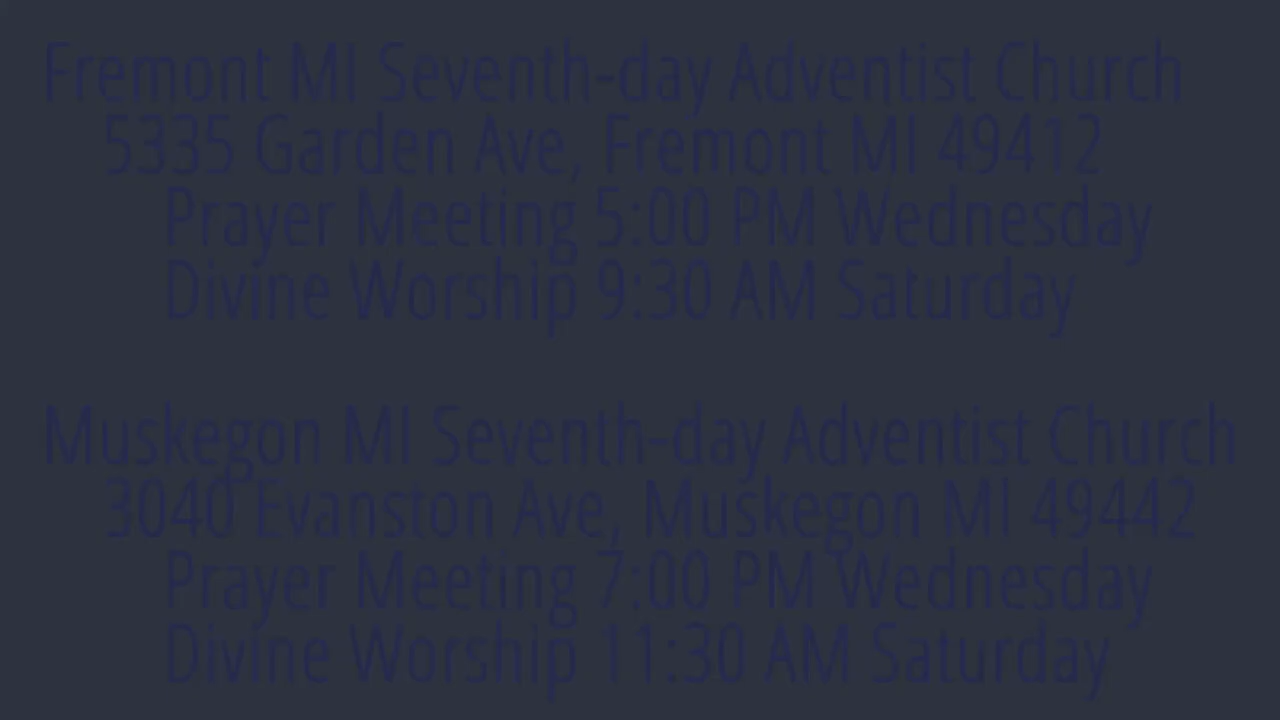 Fremont MI Seventh-day Adventist Church
5335 Garden Ave, Fremont MI 49412
Prayer Meeting 5:00 PM Wednesday
Divine Worship 9:30 AM Saturday
Muskegon MI Seventh-day Adventist Church
3040 Evanston Ave, Muskegon MI 49442
Prayer Meeting 7:00 PM Wednesday
Divine Worship 11:30 AM Saturday